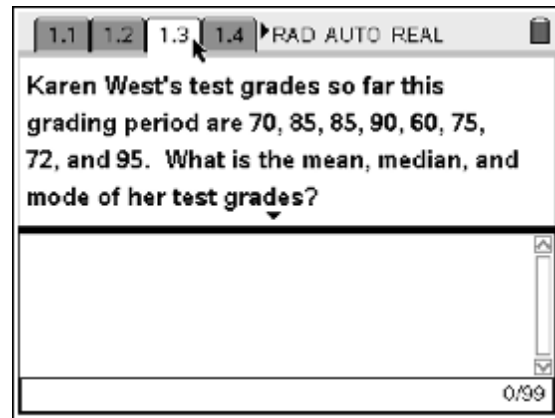 1.1 1.2 1.3 1.4 RAD AUTO REAL
Karen West's test grades so far this
grading period are 70, 85, 85, 90, 60, 75,
72, and 95. What is the mean, median, and
mode of her test grades?
0/99